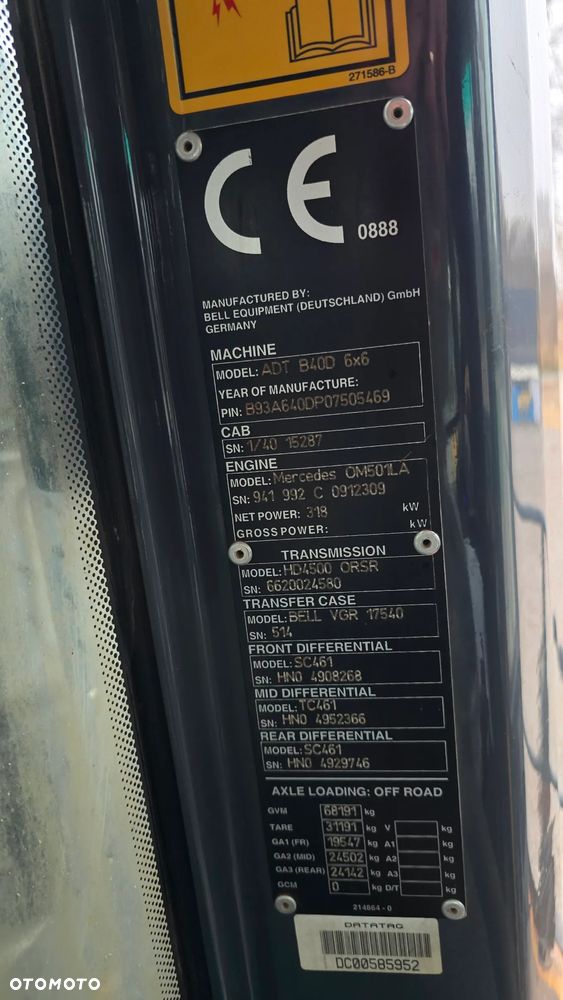 271586-B
CE
0888
MANUFACTURED BY:
BELL EQUIPMENT (DEUTSCHLAND) GmbH
GERMANY
MACHINE
MODEL: ADT B40D 6x6
YEAR OF MANUFACTURE:
PIN: B93A640DP07505469
CAB
SN: 1/40 15287
ENGINE
MODEL: Mercedes OM501LA
SN: 941 992 C 0912309
NET POWER: 318 kW
GROSS POWER: kW
TRANSMISSION
MODEL: HD4500 ORSR
SN: 6620024580
TRANSFER CASE
MODEL: BELL VGR 17540
SN: 514
FRONT DIFFERENTIAL
MODEL: SC461
SN: HNO 4908268
MID DIFFERENTIAL
MODEL: TC461
SN: HNO 4952366
REAR DIFFERENTIAL
MODEL: SC461
SN: HNO 4929746
AXLE LOADING: OFF ROAD
GVM 68191 kg
TARE 31191 kg V kg
GA1 (FR) 19547 kg A1 kg
GA2 (MID) 24502 kg A2 kg
GA3 (REAR) 24142 kg A3 kg
GCM 0 kg D/T kg
214864-0
DATATAG
DC00585952
OTOMOTO